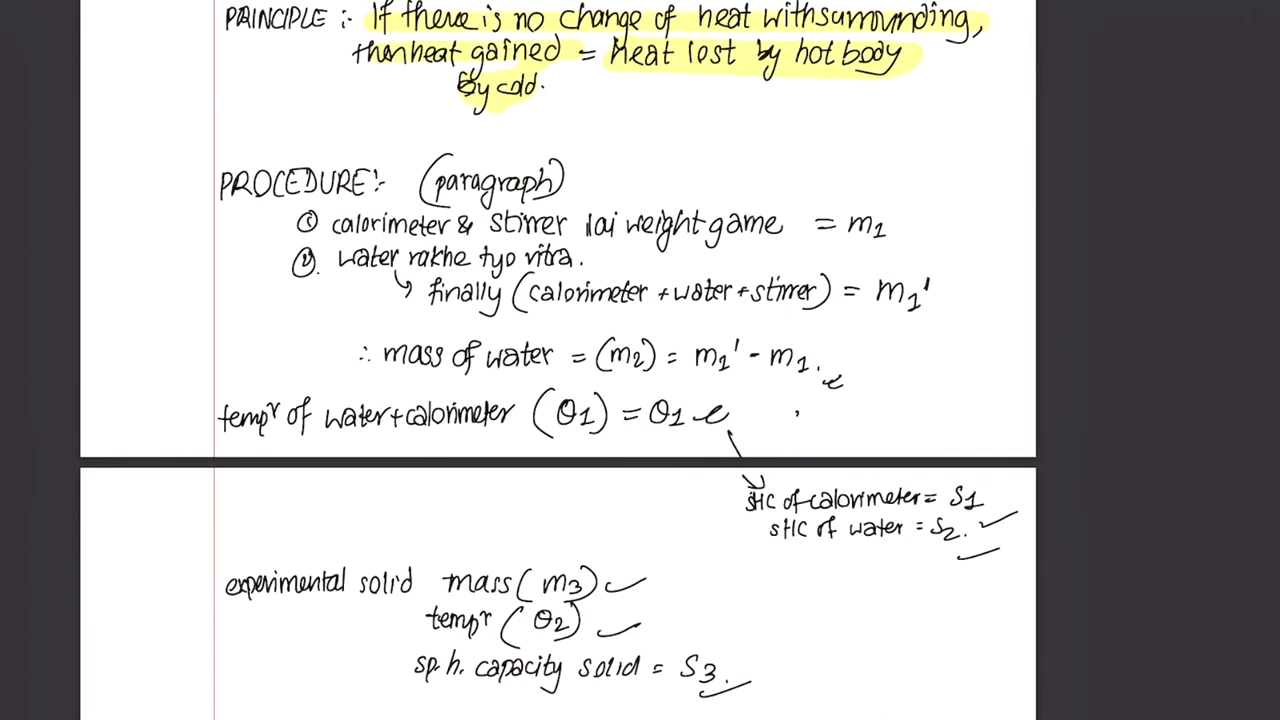 PRINCIPLE :- If there is no change of heat with surrounding,
then heat gained = Heat lost by hot body
by cold.
PROCEDURE :- (paragraph)
① calorimeter & stirrer lai weight game = m1
②. water rakhe tyo vitra.
↳ finally (calorimeter + water + stirrer) = m1'
∴ mass of water = (m2) = m1' - m1.
tempr of water + calorimeter (θ1) = θ1
SHC of calorimeter = S1
SHC of water = S2.
experimental solid mass (m3)
tempr (θ2)
sp. h. capacity solid = S3.